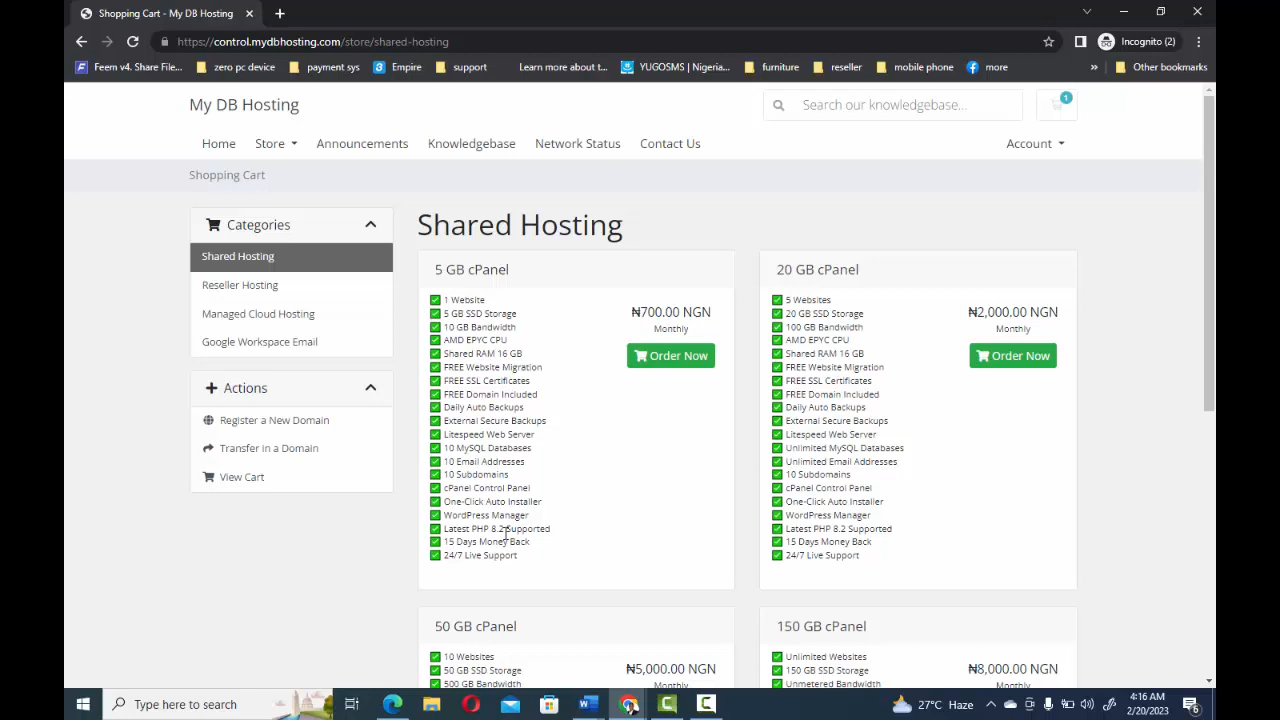 Shopping Cart - My DB Hosting
https://control.mydbhosting.com/store/shared-hosting
Incognito (2)
Feem v4. Share File...
zero pc device
payment sys
Empire
support
Learn more about t...
YUGOSMS | Nigeria...
furniture
reseller
mobile phone
more
»
Other bookmarks
My DB Hosting
Search our knowledgebase...
1
Home
Store
Announcements
Knowledgebase
Network Status
Contact Us
Account
Shopping Cart
Categories
Shared Hosting
Reseller Hosting
Managed Cloud Hosting
Google Workspace Email
Actions
Register a New Domain
Transfer in a Domain
View Cart
Shared Hosting
5 GB cPanel
1 Website
5 GB SSD Storage
10 GB Bandwidth
AMD EPYC CPU
Shared RAM 16 GB
FREE Website Migration
FREE SSL Certificates
FREE Domain Included
Daily Auto Backups
External Secure Backups
Litespeed Web Server
10 MySQL Databases
10 Email Addresses
10 Subdomains
cPanel Control Panel
One-Click Auto Installer
WordPress Manager
Latest PHP 8.2 Supported
15 Days Money Back
24/7 Live Support
₦700.00 NGN
Monthly
Order Now
20 GB cPanel
5 Websites
20 GB SSD Storage
100 GB Bandwidth
AMD EPYC CPU
Shared RAM 16 GB
FREE Website Migration
FREE SSL Certificates
FREE Domain Included
Daily Auto Backups
External Secure Backups
Litespeed Web Server
Unlimited MySQL Databases
Unlimited Email Addresses
10 Subdomains
cPanel Control Panel
One-Click Auto Installer
WordPress Manager
Latest PHP 8.2 Supported
15 Days Money Back
24/7 Live Support
₦2,000.00 NGN
Monthly
Order Now
50 GB cPanel
10 Websites
50 GB SSD Storage
500 GB Bandwidth
₦5,000.00 NGN
Monthly
150 GB cPanel
Unlimited Websites
150 GB SSD Storage
Unmetered Bandwidth
₦8,000.00 NGN
Monthly
Type here to search
27°C Haze
4:16 AM
2/20/2023
6